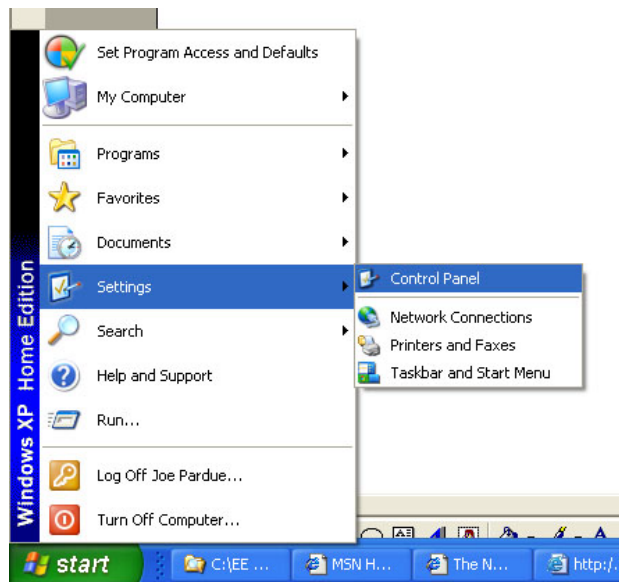 Set Program Access and Defaults
My Computer
Programs
Favorites
Documents
Settings
Search
Help and Support
Run...
Log Off Joe Pardue...
Turn Off Computer...
Windows XP Home Edition
Control Panel
Network Connections
Printers and Faxes
Taskbar and Start Menu
start
C:\EE ...
MSN H...
The N...
http:/.